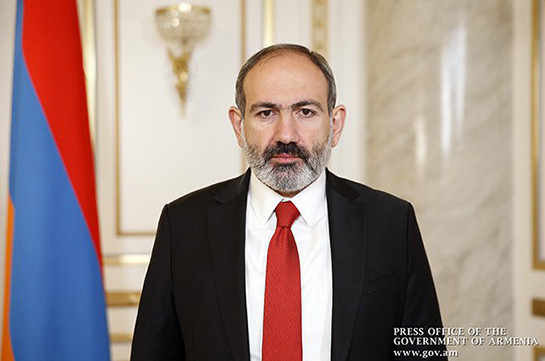 PRESS OFFICE OF THE
GOVERNMENT OF ARMENIA
www.gov.am